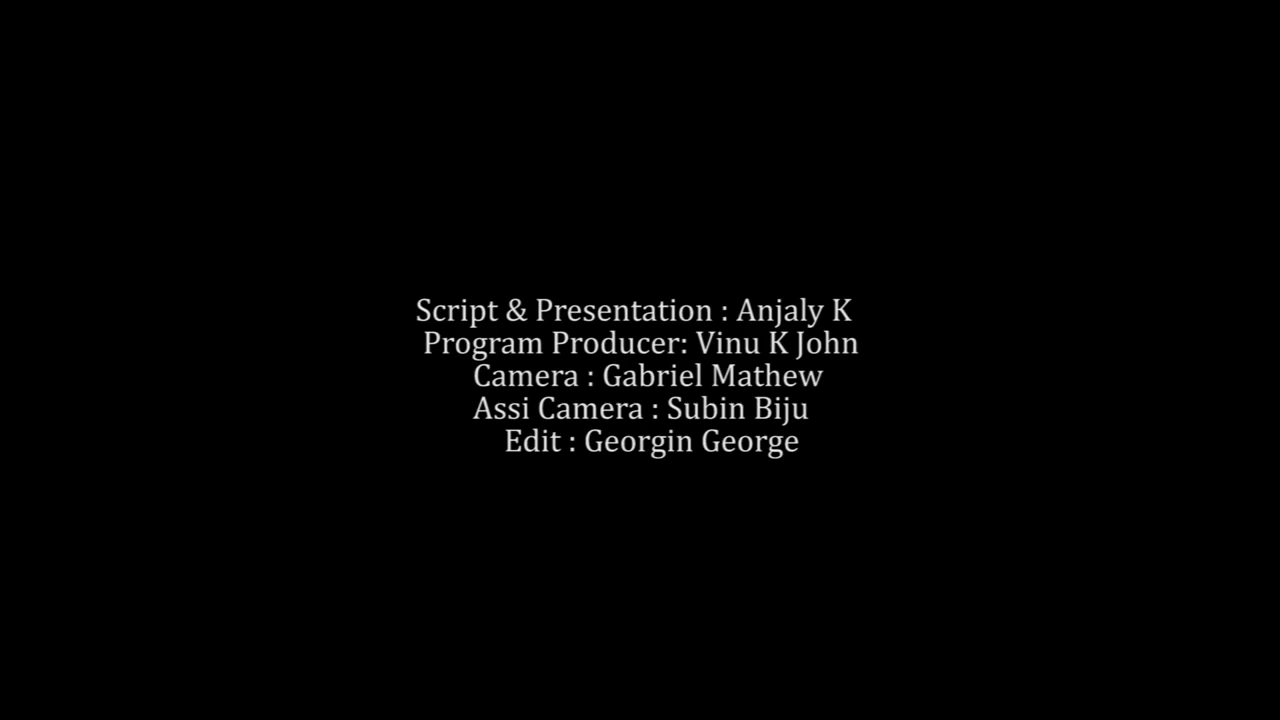 Script & Presentation : Anjaly K
Program Producer: Vinu K John
Camera : Gabriel Mathew
Assi Camera : Subin Biju
Edit : Georgin George